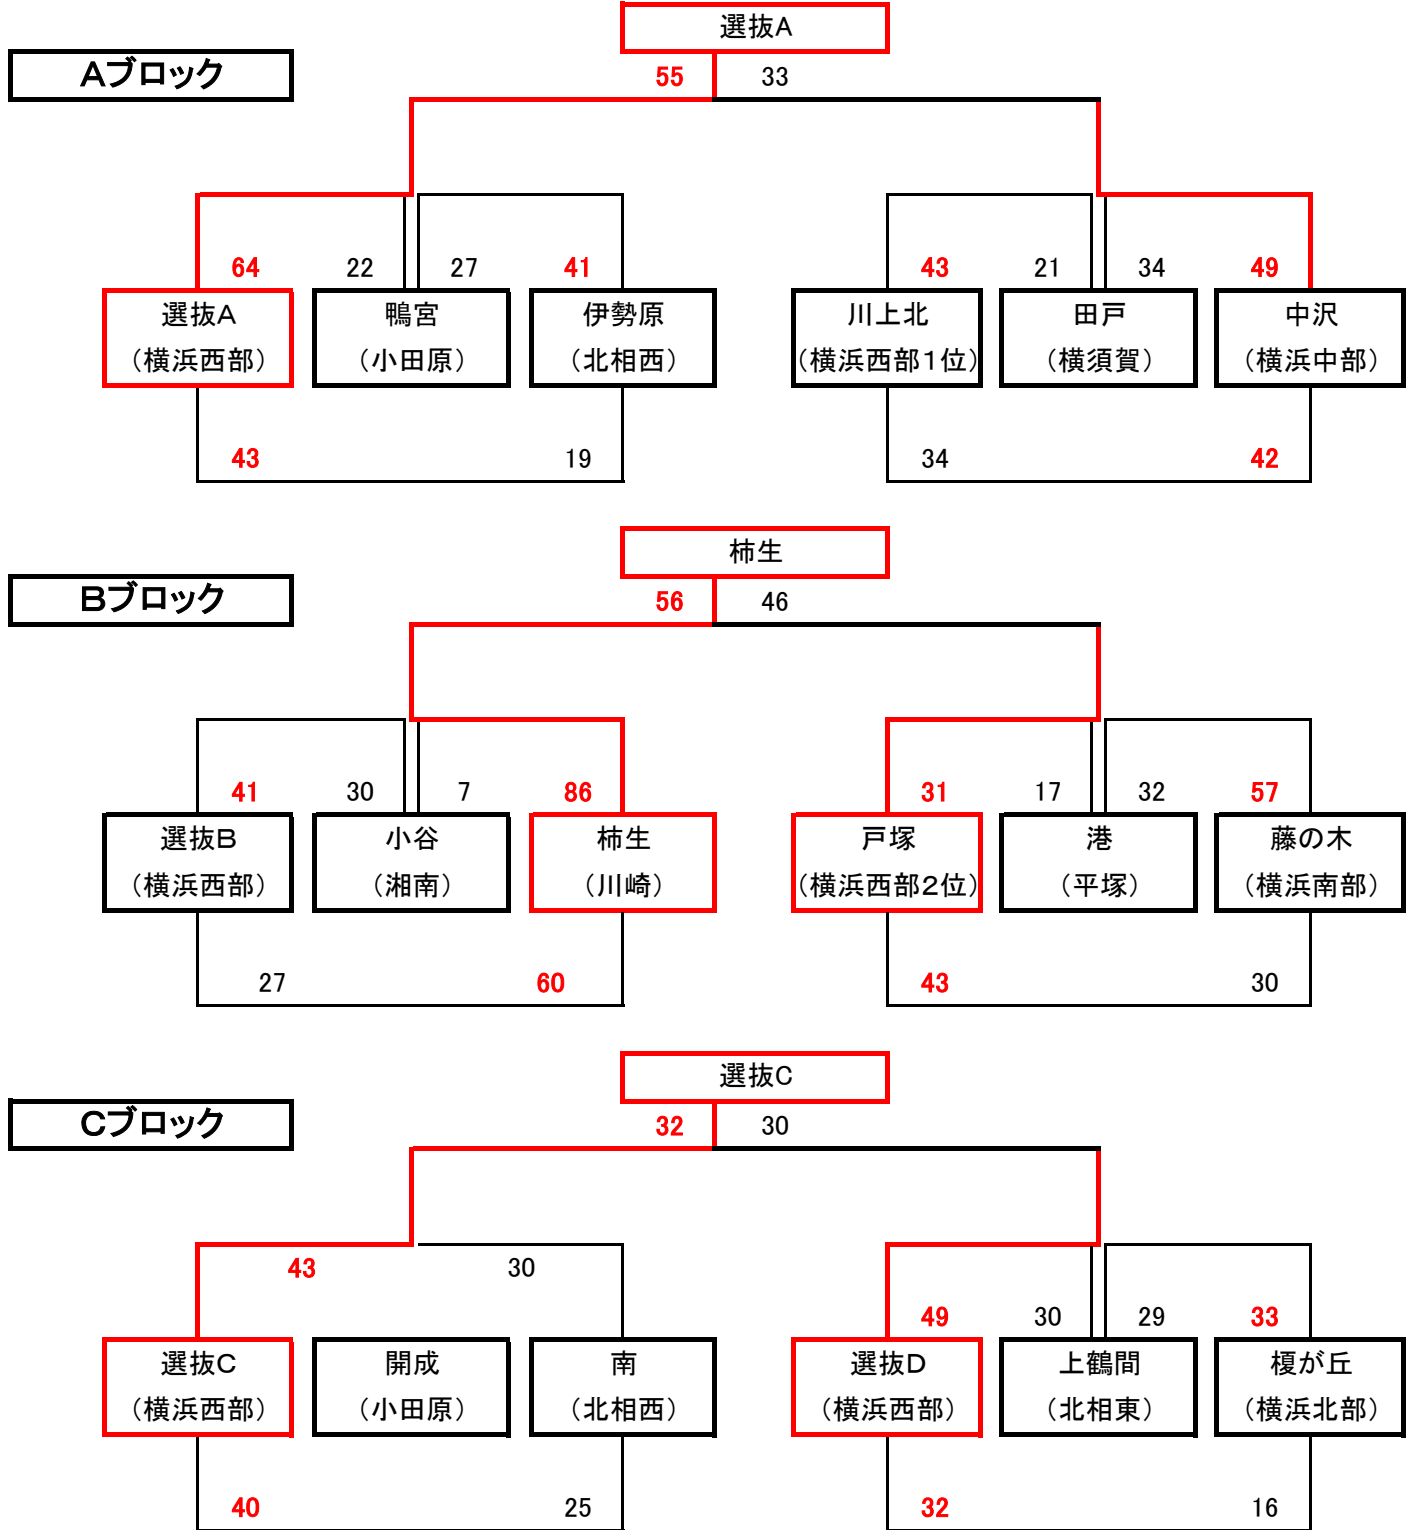 選抜A
Aブロック
55 33
64 22 27 41 43 21 34 49
選抜A 鴨宮 伊勢原 川上北 田戸 中沢
（横浜西部） （小田原） （北相西） （横浜西部1位） （横須賀） （横浜中部）
43 19 34 42
柿生
Bブロック
56 46
41 30 7 86 31 17 32 57
選抜B 小谷 柿生 戸塚 港 藤の木
（横浜西部） （湘南） （川崎） （横浜西部2位） （平塚） （横浜南部）
27 60 43 30
選抜C
Cブロック
32 30
43 30
49 30 29 33
選抜C 開成 南 選抜D 上鶴間 榎が丘
（横浜西部） （小田原） （北相西） （横浜西部） （北相東） （横浜北部）
40 25 32 16